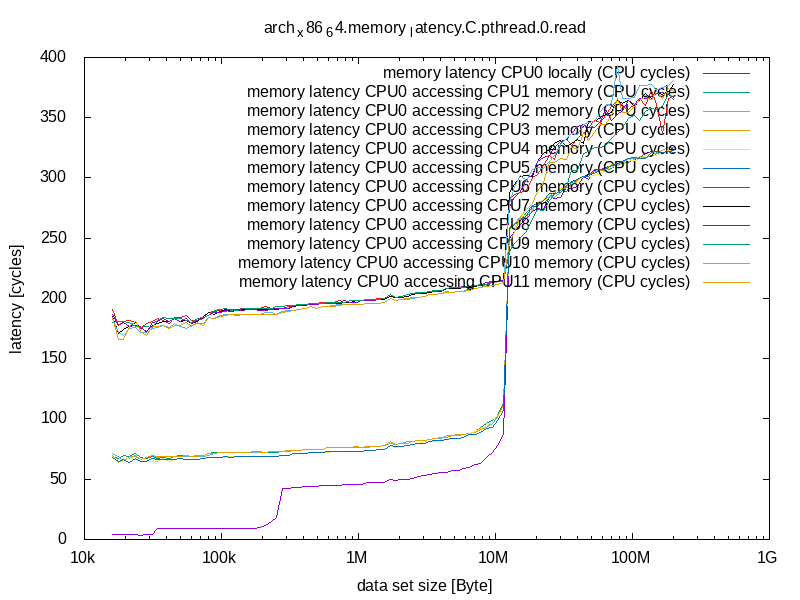 arch_x86_64.memory_latency.C.pthread.0.read
400
350
300
250
200
150
100
50
0
latency [cycles]
memory latency CPU0 locally (CPU cycles)
memory latency CPU0 accessing CPU1 memory (CPU cycles)
memory latency CPU0 accessing CPU2 memory (CPU cycles)
memory latency CPU0 accessing CPU3 memory (CPU cycles)
memory latency CPU0 accessing CPU4 memory (CPU cycles)
memory latency CPU0 accessing CPU5 memory (CPU cycles)
memory latency CPU0 accessing CPU6 memory (CPU cycles)
memory latency CPU0 accessing CPU7 memory (CPU cycles)
memory latency CPU0 accessing CPU8 memory (CPU cycles)
memory latency CPU0 accessing CPU9 memory (CPU cycles)
memory latency CPU0 accessing CPU10 memory (CPU cycles)
memory latency CPU0 accessing CPU11 memory (CPU cycles)
10k 100k 1M 10M 100M 1G
data set size [Byte]